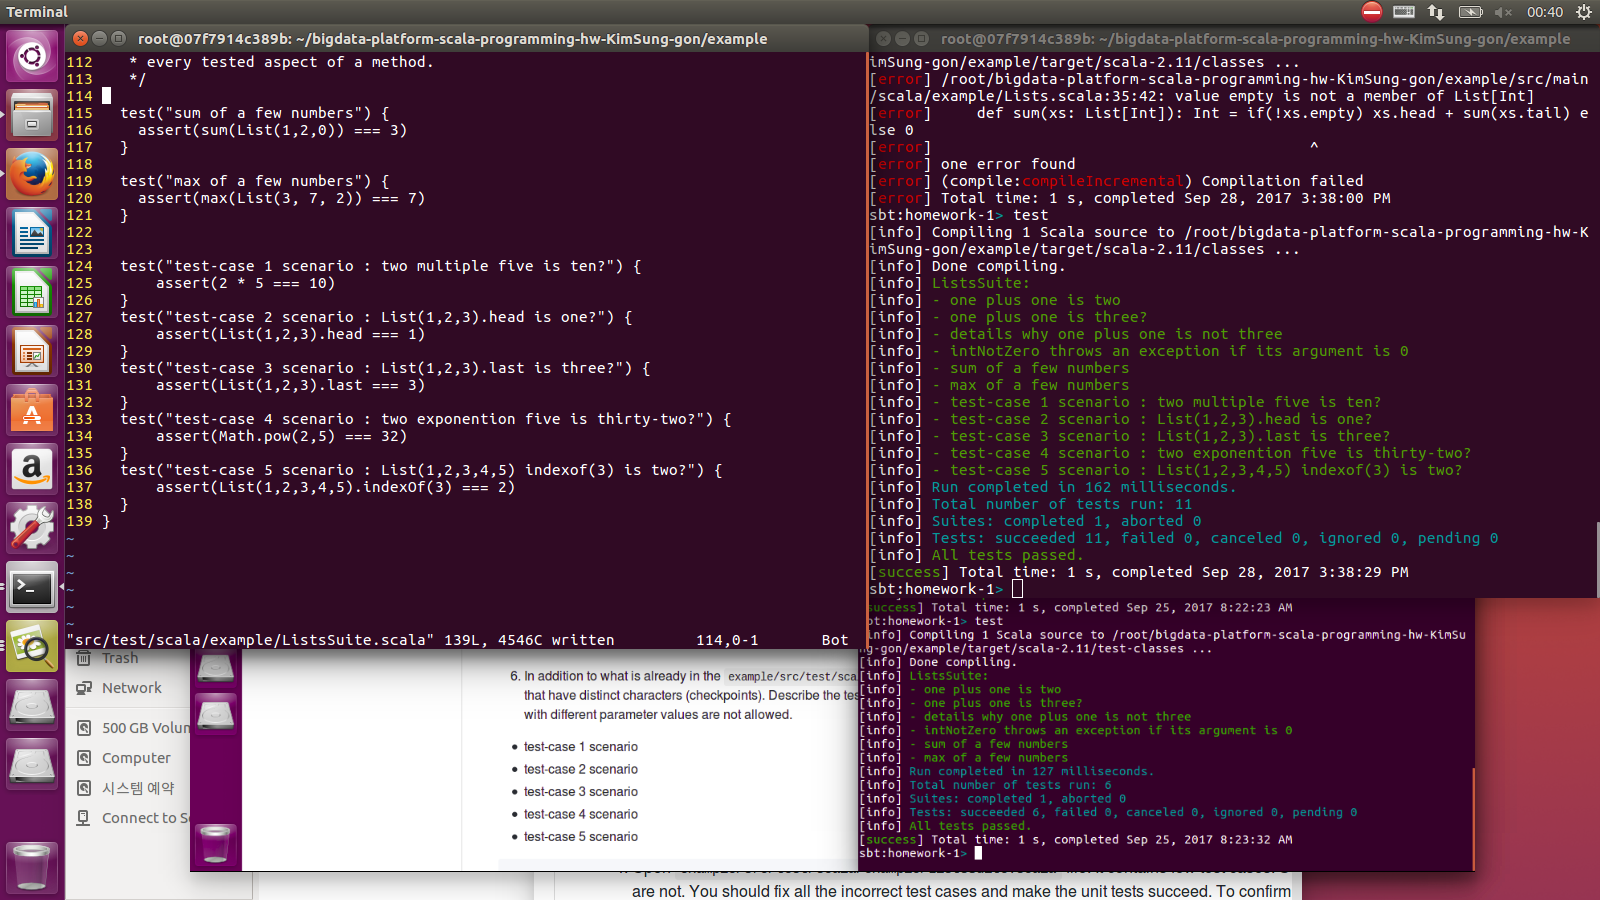 Terminal
00:40
root@07f7914c389b: ~/bigdata-platform-scala-programming-hw-KimSung-gon/example
112    * every tested aspect of a method.
113    */
114
115   test("sum of a few numbers") {
116     assert(sum(List(1,2,0)) === 3)
117   }
118
119   test("max of a few numbers") {
120     assert(max(List(3, 7, 2)) === 7)
121   }
122
123
124   test("test-case 1 scenario : two multiple five is ten?") {
125       assert(2 * 5 === 10)
126   }
127   test("test-case 2 scenario : List(1,2,3).head is one?") {
128       assert(List(1,2,3).head === 1)
129   }
130   test("test-case 3 scenario : List(1,2,3).last is three?") {
131       assert(List(1,2,3).last === 3)
132   }
133   test("test-case 4 scenario : two exponention five is thirty-two?") {
134       assert(Math.pow(2,5) === 32)
135   }
136   test("test-case 5 scenario : List(1,2,3,4,5) indexof(3) is two?") {
137       assert(List(1,2,3,4,5).indexOf(3) === 2)
138   }
139 }
~
~
~
~
~
~
"src/test/scala/example/ListsSuite.scala" 139L, 4546C written         114,0-1       Bot
root@07f7914c389b: ~/bigdata-platform-scala-programming-hw-KimSung-gon/example
imSung-gon/example/target/scala-2.11/classes ...
[error] /root/bigdata-platform-scala-programming-hw-KimSung-gon/example/src/main
/scala/example/Lists.scala:35:42: value empty is not a member of List[Int]
[error]     def sum(xs: List[Int]): Int = if(!xs.empty) xs.head + sum(xs.tail) e
lse 0
[error]                                          ^
[error] one error found
[error] (compile:compileIncremental) Compilation failed
[error] Total time: 1 s, completed Sep 28, 2017 3:38:00 PM
sbt:homework-1> test
[info] Compiling 1 Scala source to /root/bigdata-platform-scala-programming-hw-K
imSung-gon/example/target/scala-2.11/classes ...
[info] Done compiling.
[info] ListsSuite:
[info] - one plus one is two
[info] - one plus one is three?
[info] - details why one plus one is not three
[info] - intNotZero throws an exception if its argument is 0
[info] - sum of a few numbers
[info] - max of a few numbers
[info] - test-case 1 scenario : two multiple five is ten?
[info] - test-case 2 scenario : List(1,2,3).head is one?
[info] - test-case 3 scenario : List(1,2,3).last is three?
[info] - test-case 4 scenario : two exponention five is thirty-two?
[info] - test-case 5 scenario : List(1,2,3,4,5) indexof(3) is two?
[info] Run completed in 162 milliseconds.
[info] Total number of tests run: 11
[info] Suites: completed 1, aborted 0
[info] Tests: succeeded 11, failed 0, canceled 0, ignored 0, pending 0
[info] All tests passed.
[success] Total time: 1 s, completed Sep 28, 2017 3:38:29 PM
sbt:homework-1>
success] Total time: 1 s, completed Sep 25, 2017 8:22:23 AM
bt:homework-1> test
info] Compiling 1 Scala source to /root/bigdata-platform-scala-programming-hw-KimSu
ng-gon/example/target/scala-2.11/test-classes ...
[info] Done compiling.
[info] ListsSuite:
[info] - one plus one is two
[info] - one plus one is three?
[info] - details why one plus one is not three
[info] - intNotZero throws an exception if its argument is 0
[info] - sum of a few numbers
[info] - max of a few numbers
[info] Run completed in 127 milliseconds.
[info] Total number of tests run: 6
[info] Suites: completed 1, aborted 0
[info] Tests: succeeded 6, failed 0, canceled 0, ignored 0, pending 0
[info] All tests passed.
[success] Total time: 1 s, completed Sep 25, 2017 8:23:32 AM
sbt:homework-1>
Trash
Network
500 GB Volun
Computer
시스템 예약
Connect to Se
6. In addition to what is already in the example/src/test/sca
that have distinct characters (checkpoints). Describe the tes
with different parameter values are not allowed.
• test-case 1 scenario
• test-case 2 scenario
• test-case 3 scenario
• test-case 4 scenario
• test-case 5 scenario
are not. You should fix all the incorrect test cases and make the unit tests succeed. To confirm